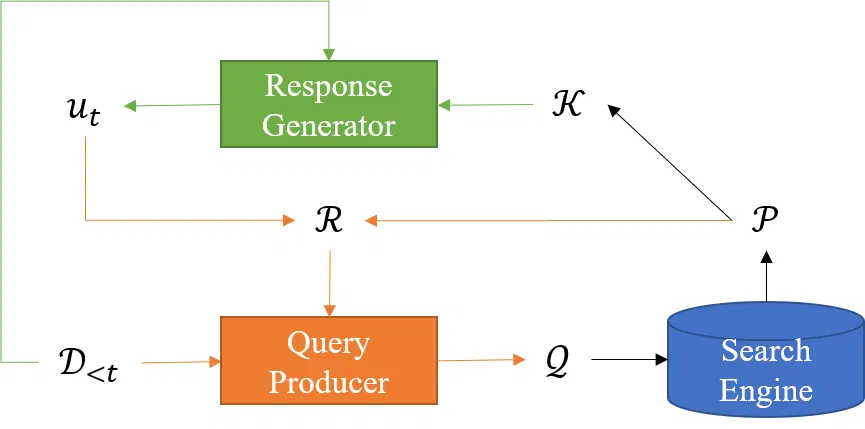 Response
Generator
u_t
𝒦
ℛ
𝒫
𝒟_{<t}
Query
Producer
𝒬
Search
Engine